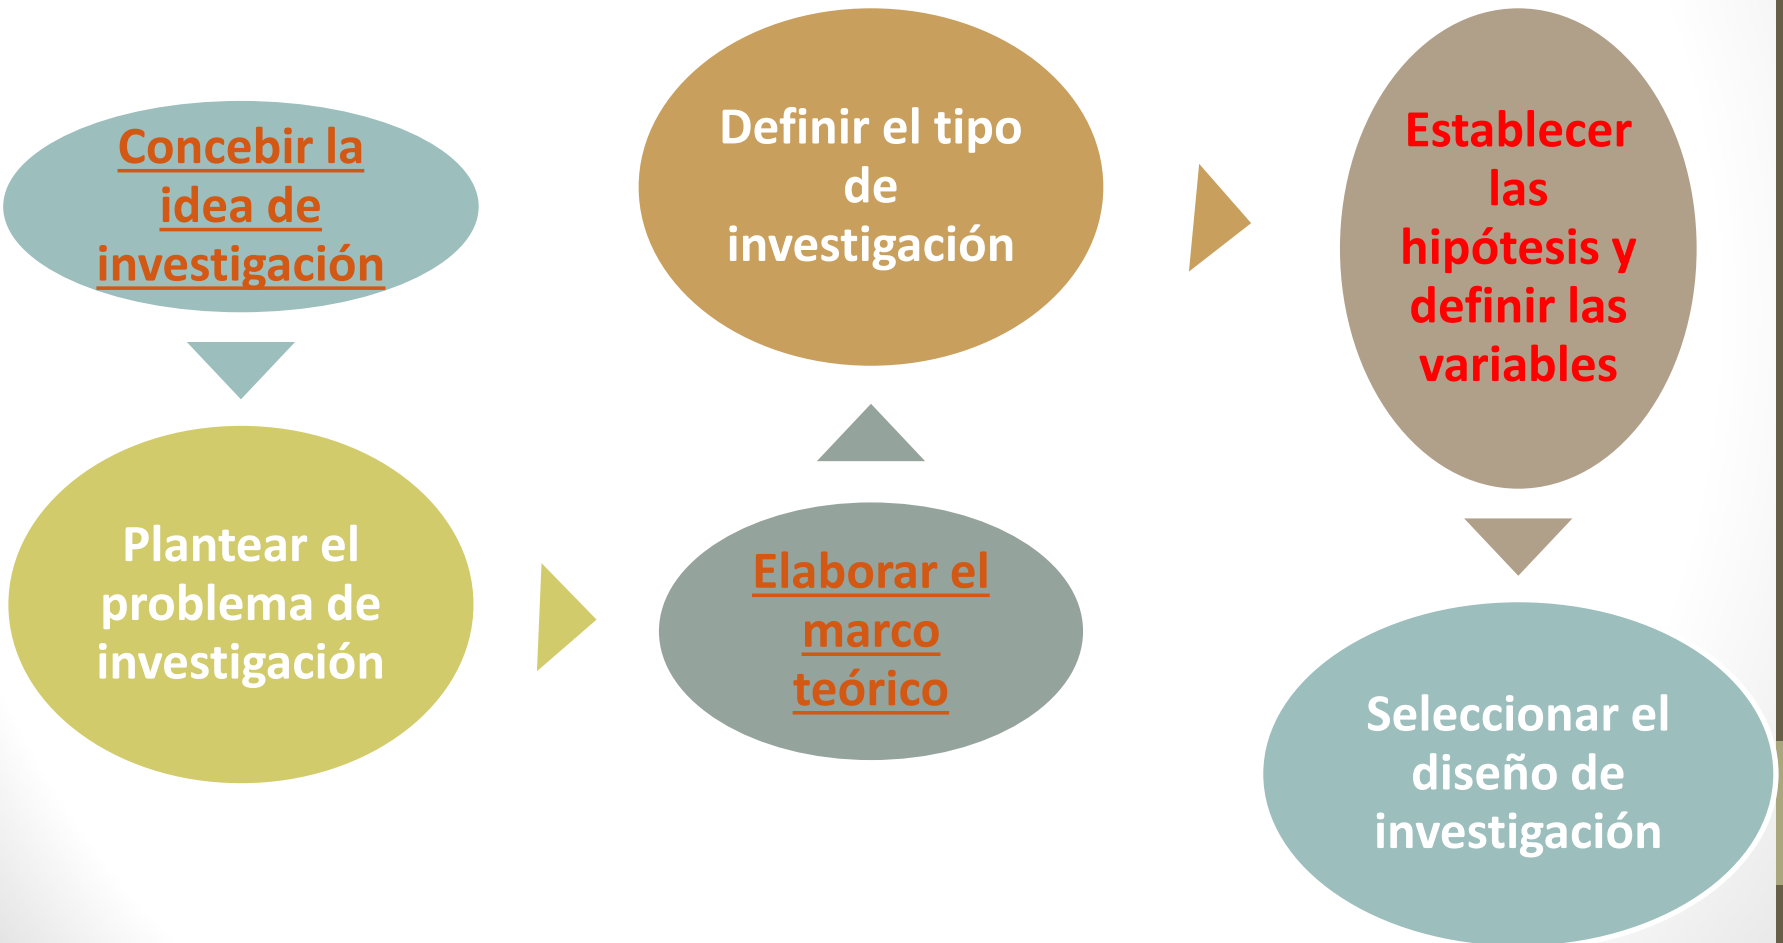 Concebir la
idea de
investigación
Plantear el
problema de
investigación
Elaborar el
marco
teórico
Definir el tipo
de
investigación
Establecer
las
hipótesis y
definir las
variables
Seleccionar el
diseño de
investigación